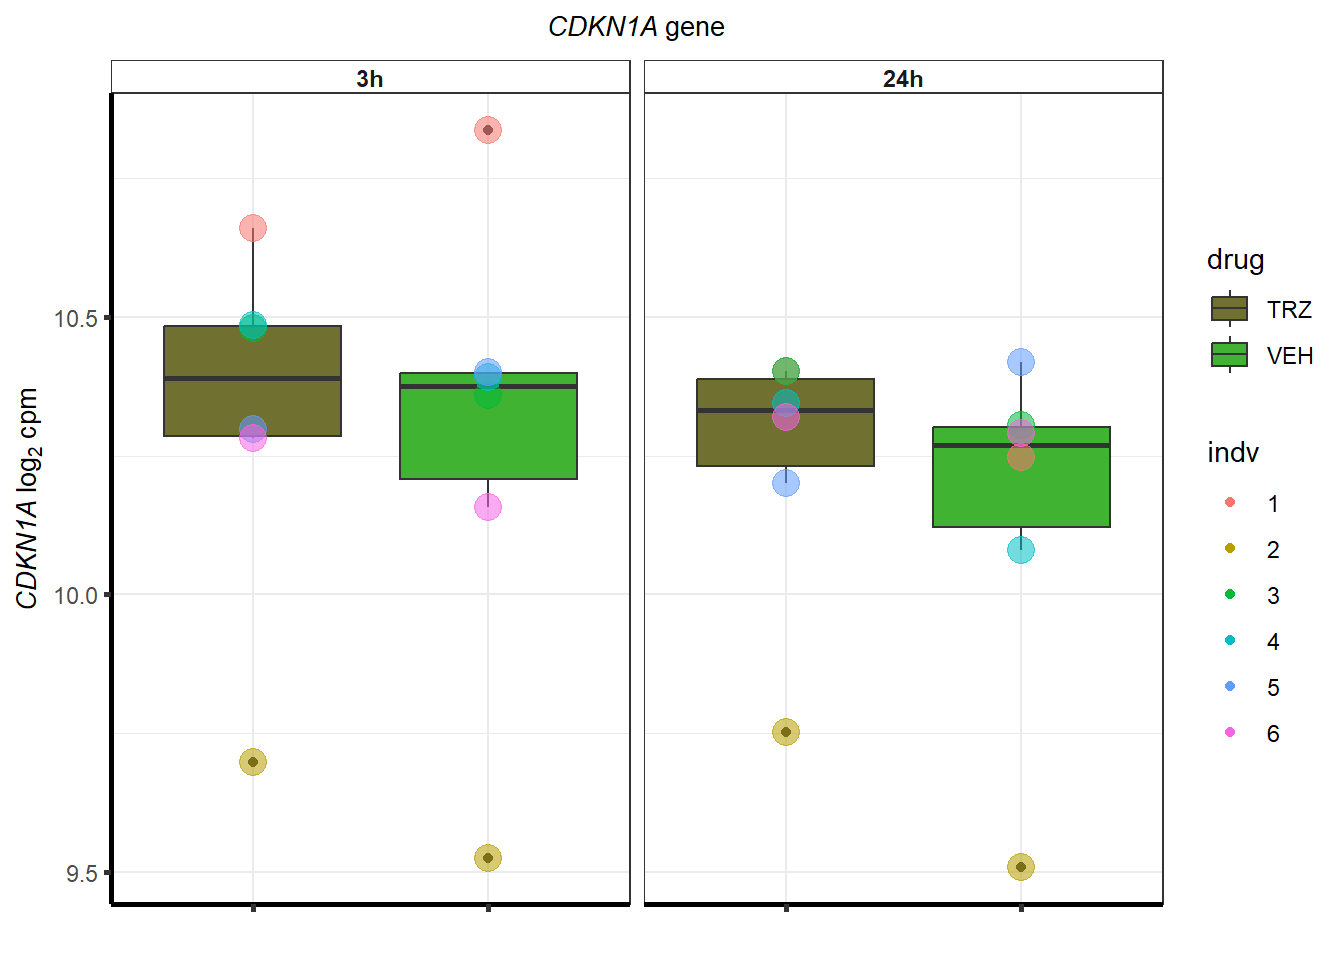 CDKN1A gene
3h
24h
CDKN1A log2 cpm
10.5
10.0
9.5
drug
TRZ
VEH
indv
1
2
3
4
5
6